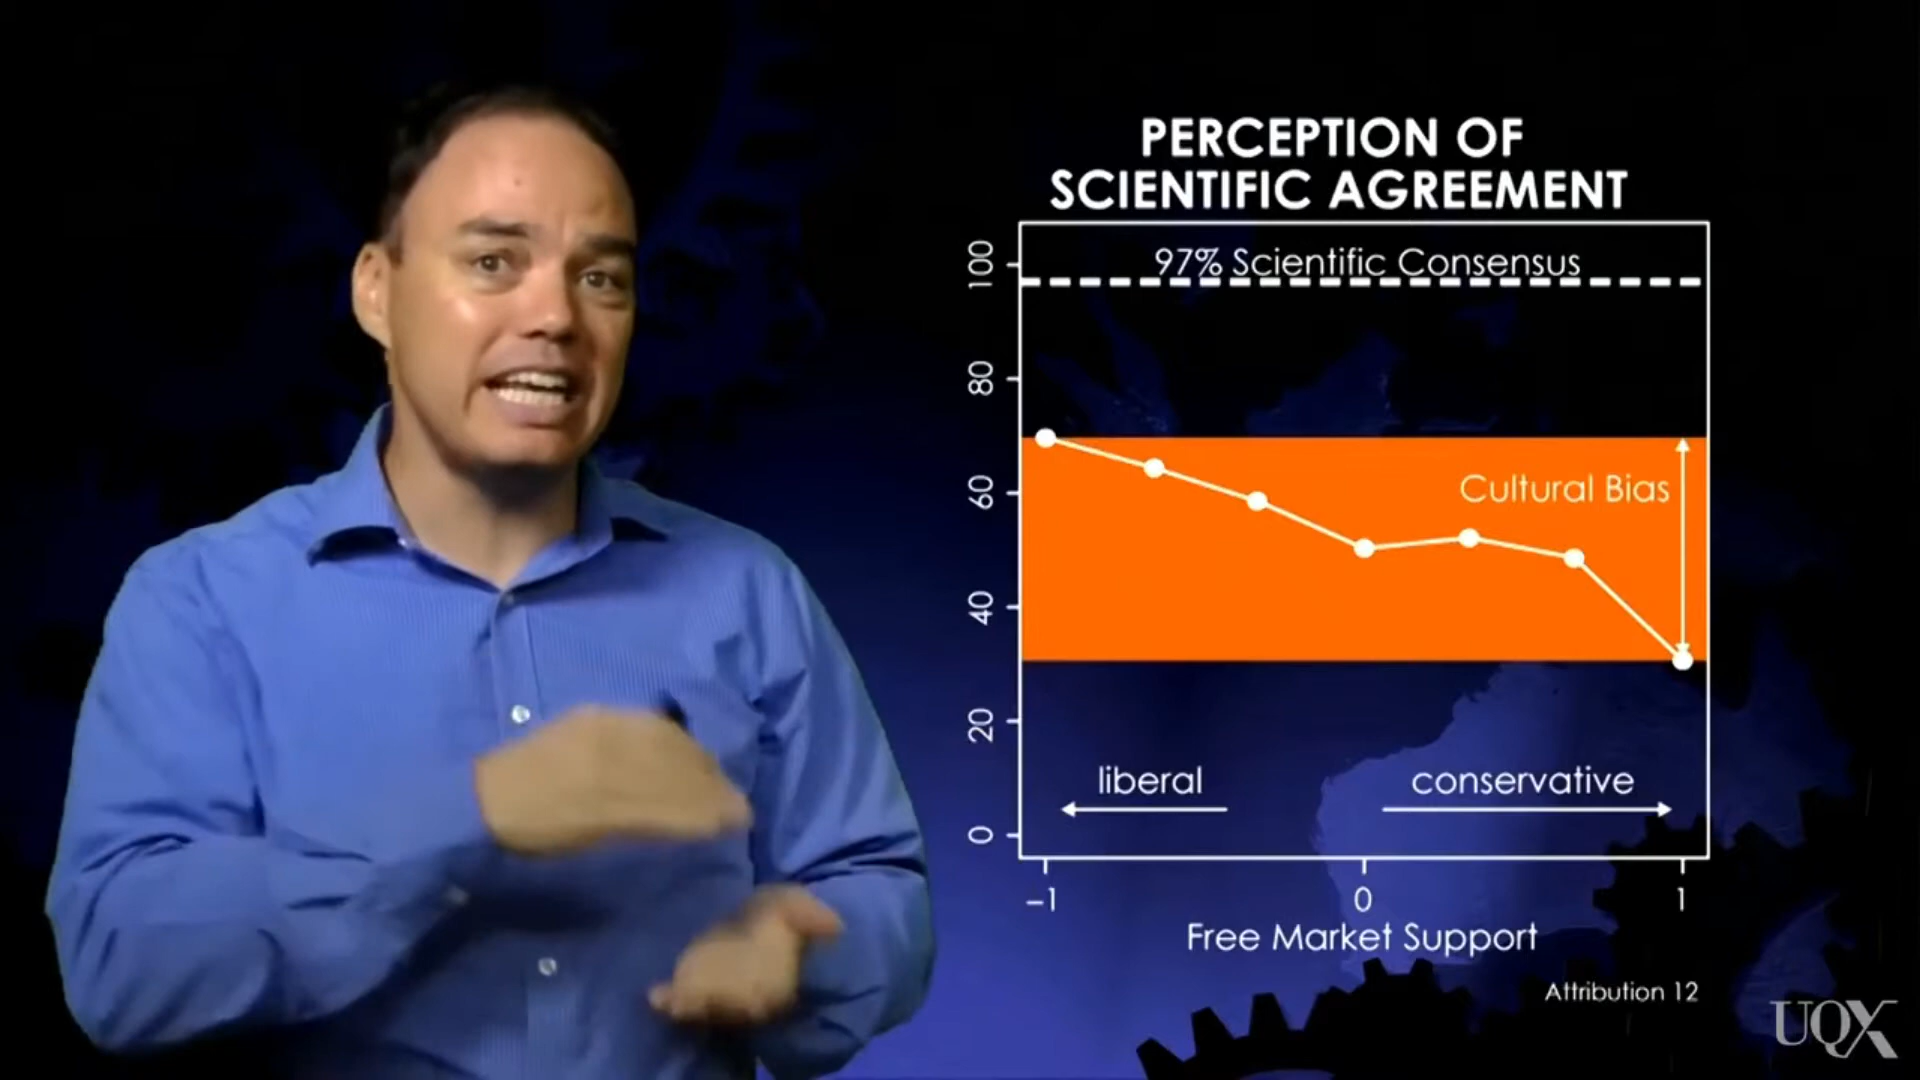 PERCEPTION OF
SCIENTIFIC AGREEMENT
97% Scientific Consensus
100
80
60
40
20
0
Cultural Bias
liberal
conservative
–1
0
1
Free Market Support
Attribution 12
UQX